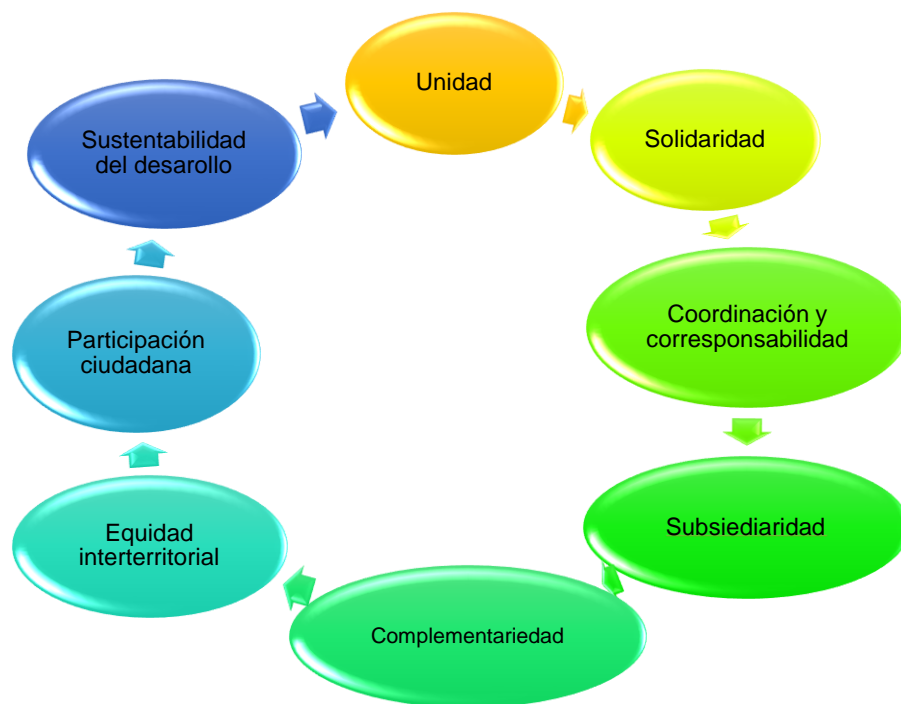 Unidad
Solidaridad
Coordinación y
corresponsabilidad
Subsiediaridad
Complementariedad
Equidad
interterritorial
Participación
ciudadana
Sustentabilidad
del desarollo